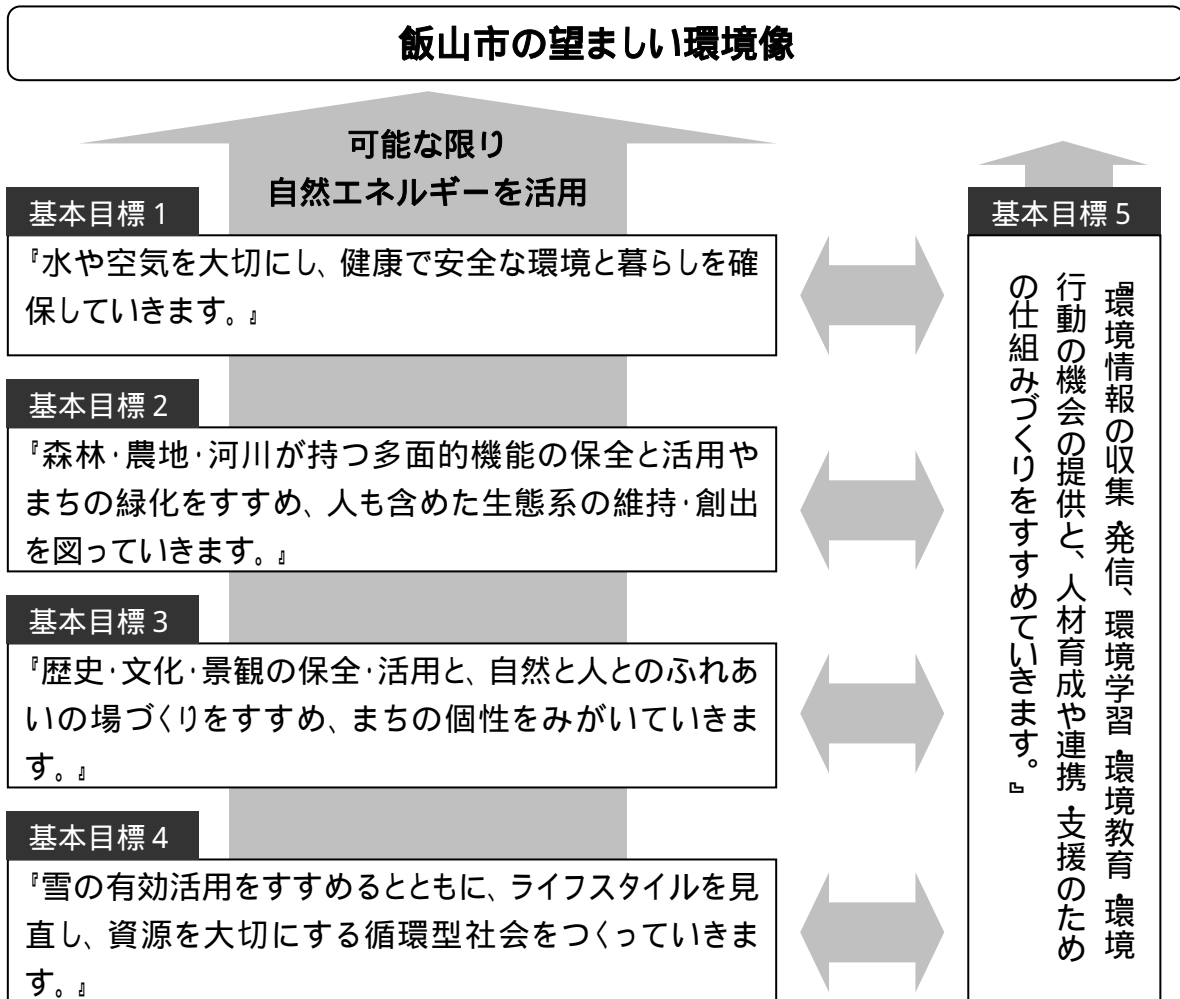 飯山市の望ましい環境像
可能な限り
自然エネルギーを活用
基本目標1
『水や空気を大切にし、健康で安全な環境と暮らしを確
保していきます。』
基本目標2
『森林・農地・河川が持つ多面的機能の保全と活用や
まちの緑化をすすめ、人も含めた生態系の維持・創出
を図っていきます。』
基本目標3
『歴史・文化・景観の保全・活用と、自然と人とのふれあ
いの場づくりをすすめ、まちの個性をみがいていきま
す。』
基本目標4
『雪の有効活用をすすめるとともに、ライフスタイルを見
直し、資源を大切にする循環型社会をつくっていきま
す。』
基本目標5
『環境情報の収集・発信、環境学習・環境教育・環境
行動の機会の提供と、人材育成や連携・支援のため
の仕組みづくりをすすめていきます。』